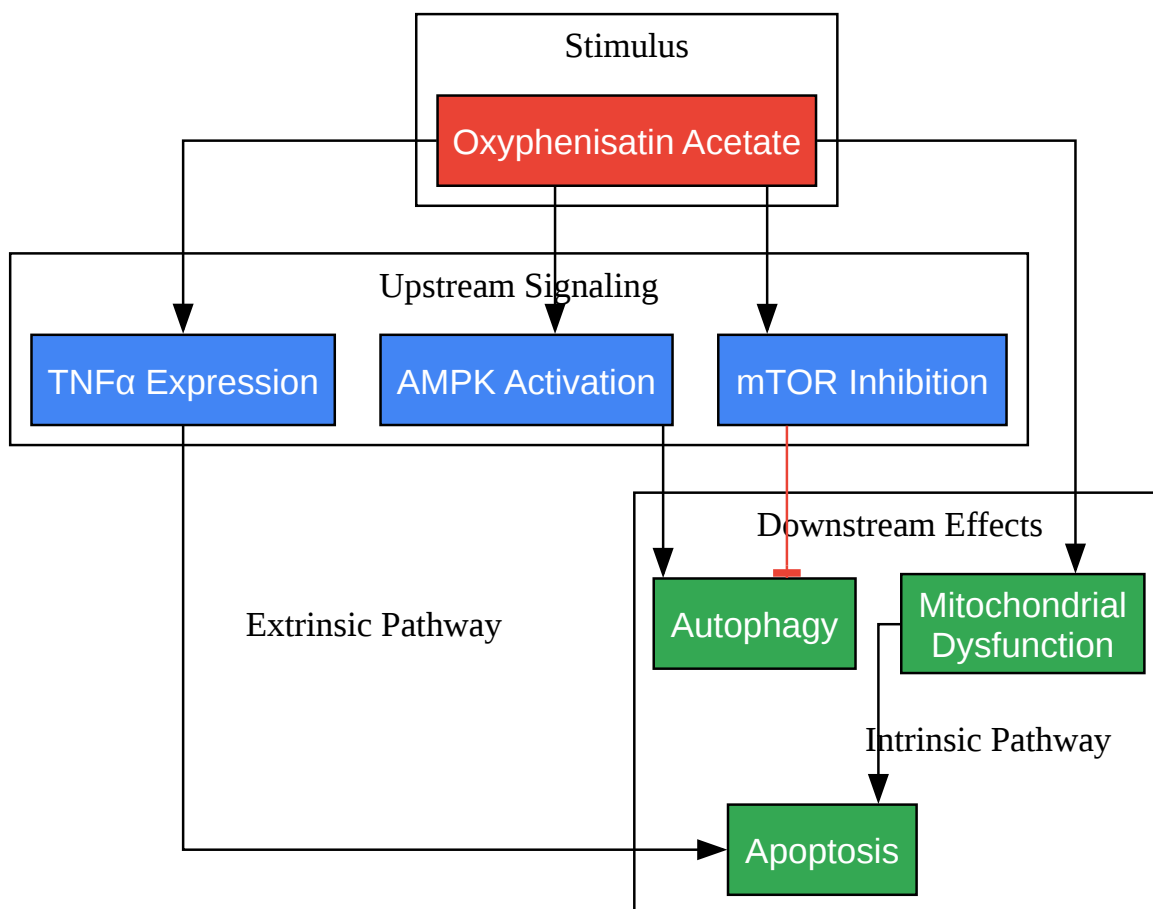 Stimulus
Oxyphenisatin Acetate
Upstream Signaling
TNFα Expression
AMPK Activation
mTOR Inhibition
Downstream Effects
Extrinsic Pathway
Autophagy
Mitochondrial
Dysfunction
Intrinsic Pathway
Apoptosis